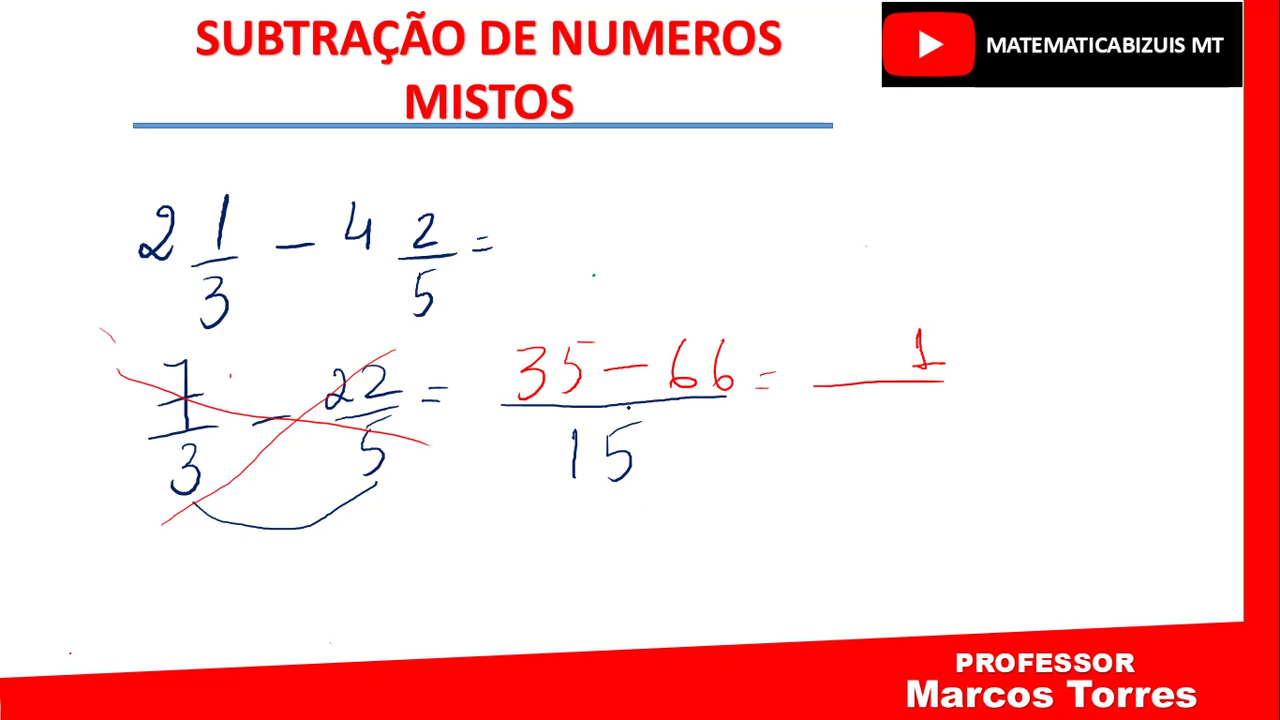 SUBTRAÇÃO DE NUMEROS
MISTOS
MATEMATICABIZUIS MT
2 1/3 - 4 2/5 =
7/3 - 22/5 = 35-66/15 = 1
PROFESSOR
Marcos Torres